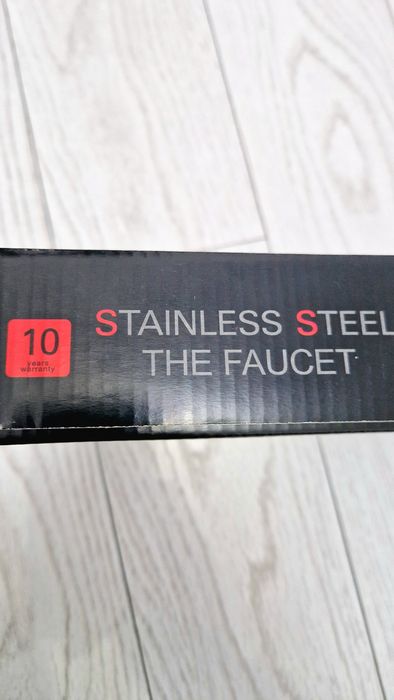 10
years
warranty
STAINLESS STEEL
THE FAUCET